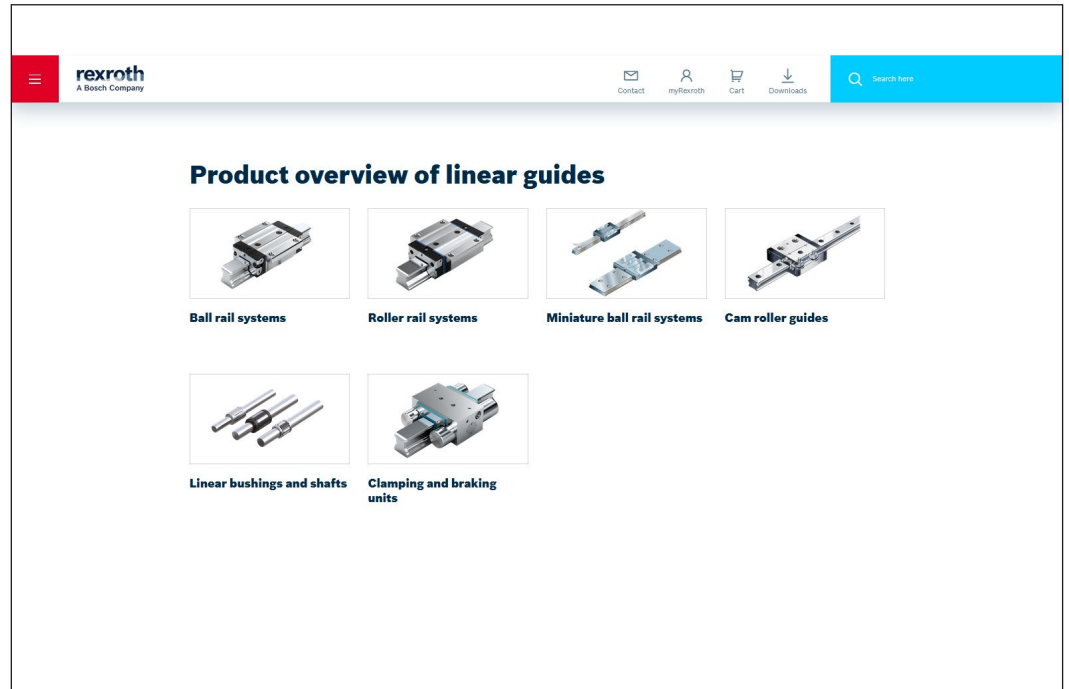 rexroth
A Bosch Company
Contact
myRexroth
Cart
Downloads
Search here
Product overview of linear guides
Ball rail systems
Roller rail systems
Miniature ball rail systems
Cam roller guides
Linear bushings and shafts
Clamping and braking
units